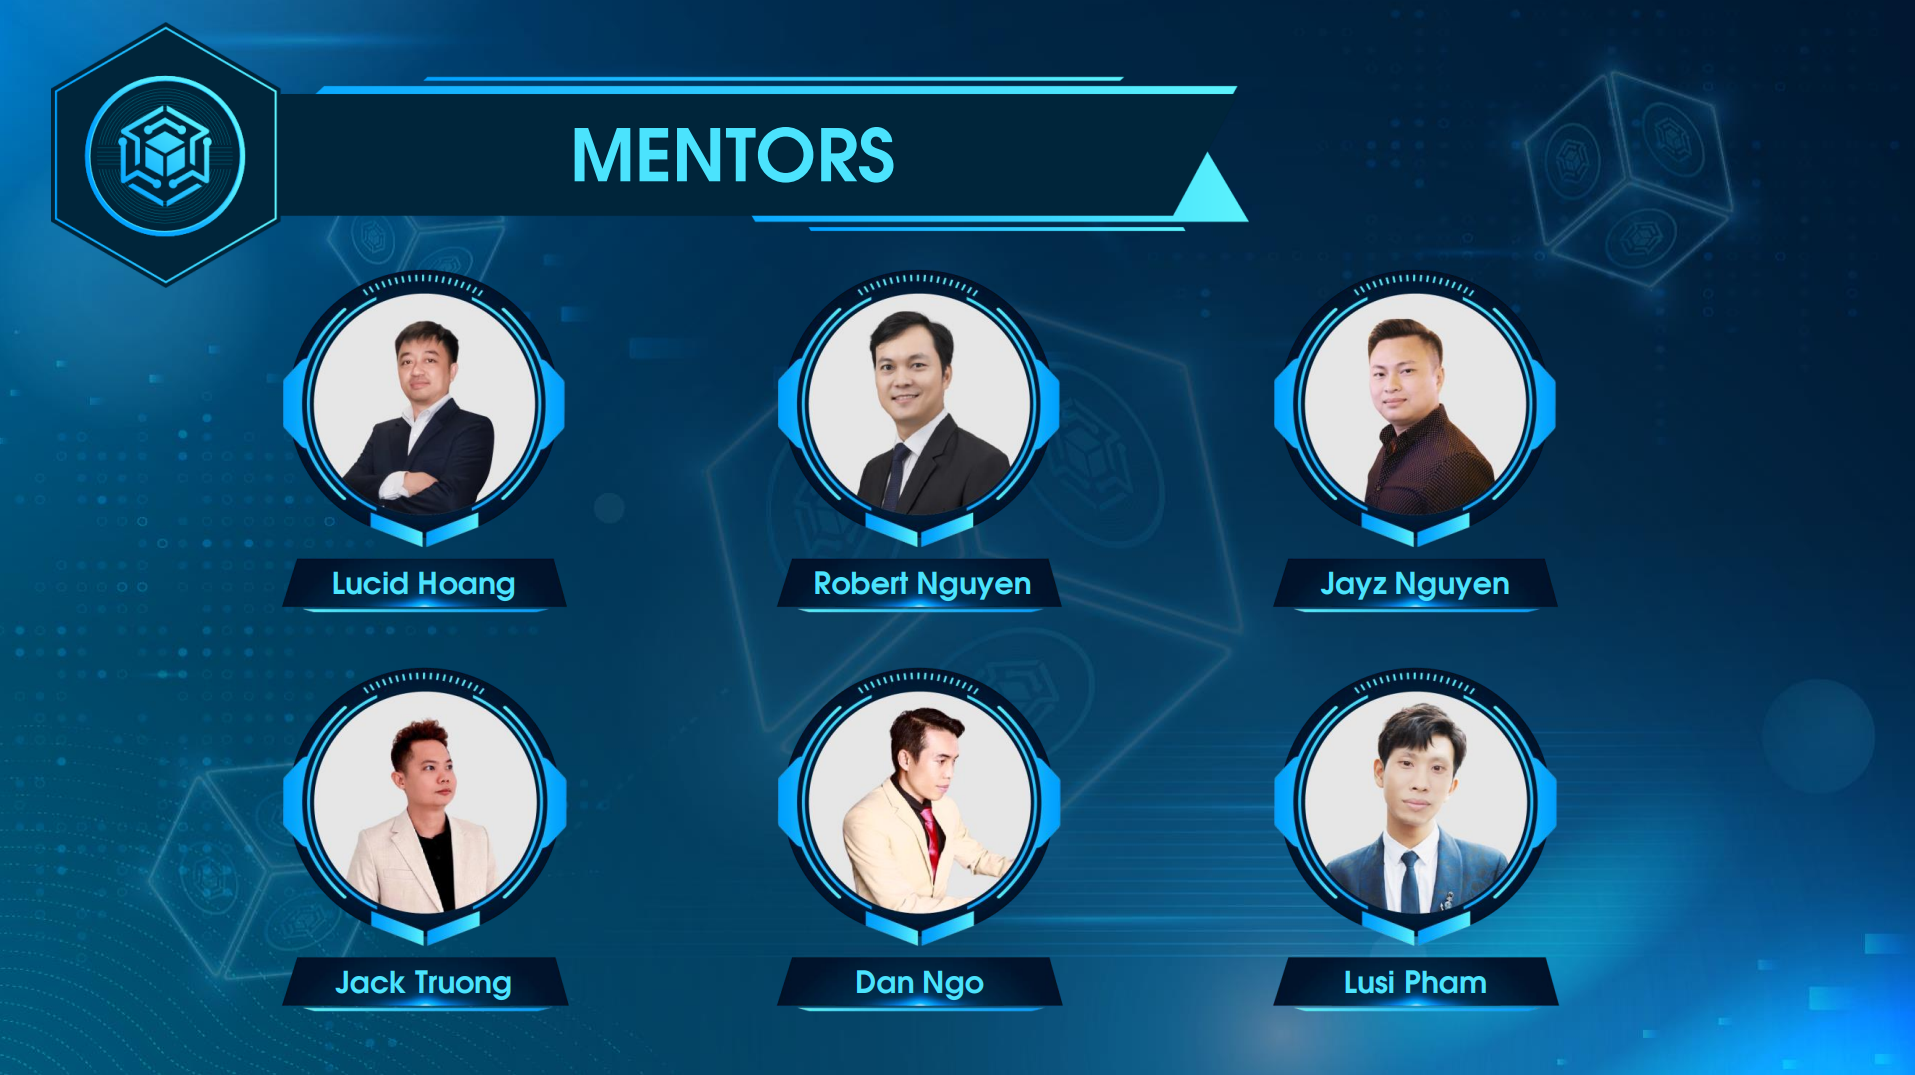 MENTORS
Lucid Hoang
Robert Nguyen
Jayz Nguyen
Jack Truong
Dan Ngo
Lusi Pham